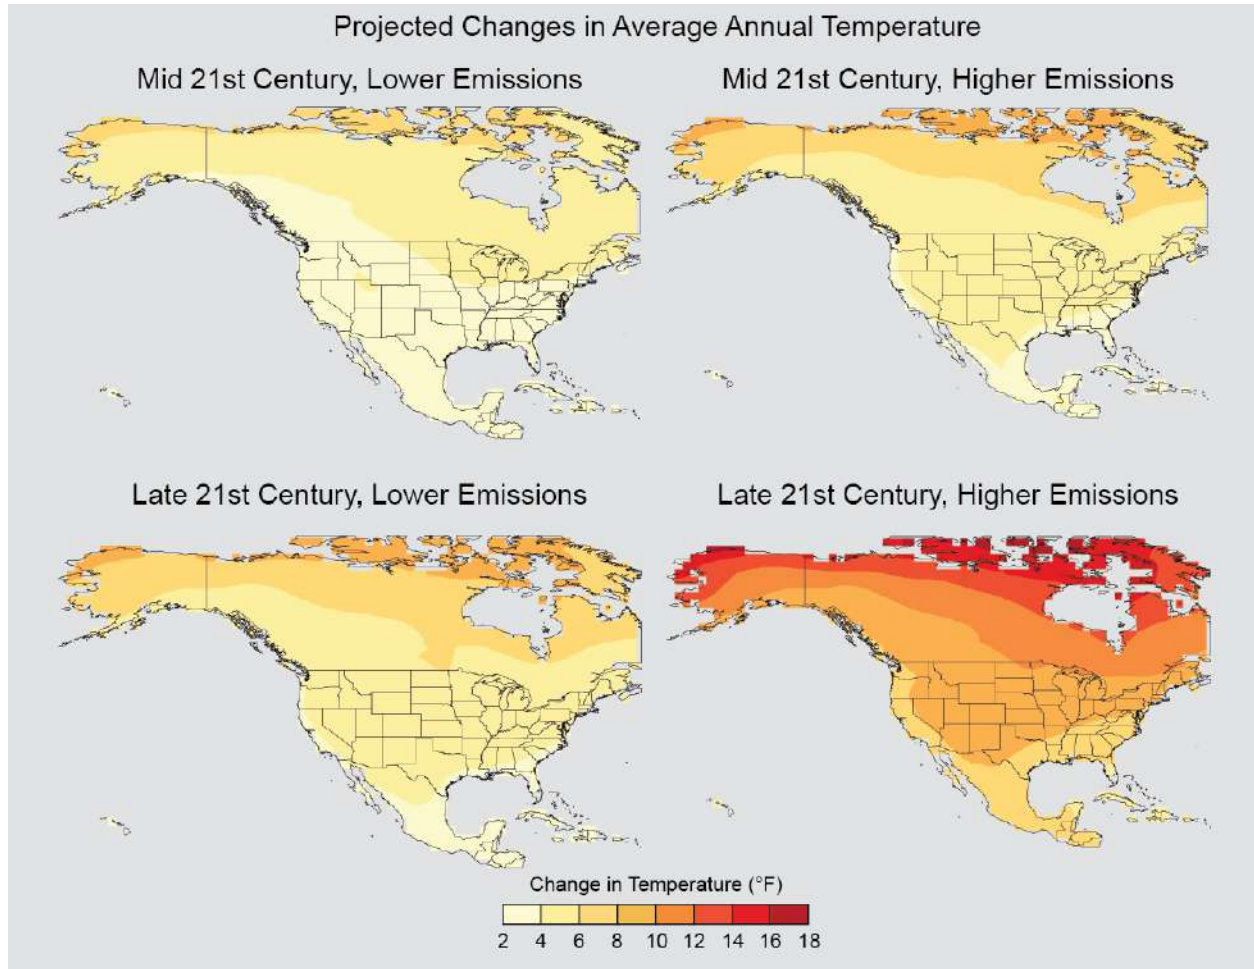 Projected Changes in Average Annual Temperature
Mid 21st Century, Lower Emissions
Mid 21st Century, Higher Emissions
Late 21st Century, Lower Emissions
Late 21st Century, Higher Emissions
Change in Temperature (°F)
2 4 6 8 10 12 14 16 18